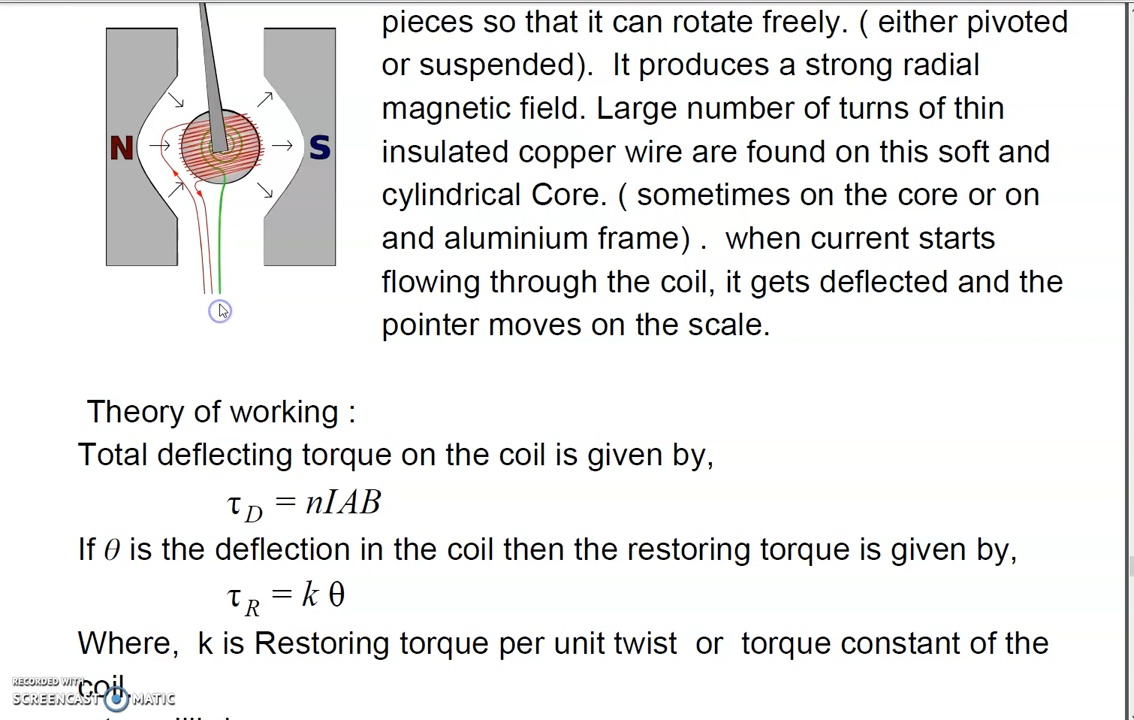 pieces so that it can rotate freely. ( either pivoted
or suspended).  It produces a strong radial
magnetic field. Large number of turns of thin
N
S
insulated copper wire are found on this soft and
cylindrical Core. ( sometimes on the core or on
and aluminium frame) .  when current starts
flowing through the coil, it gets deflected and the
pointer moves on the scale.
Theory of working :
Total deflecting torque on the coil is given by,
τ_D = nIAB
If θ is the deflection in the coil then the restoring torque is given by,
τ_R = k θ
Where,  k is Restoring torque per unit twist  or  torque constant of the
coil.
RECORDED WITH
SCREENCAST MATIC